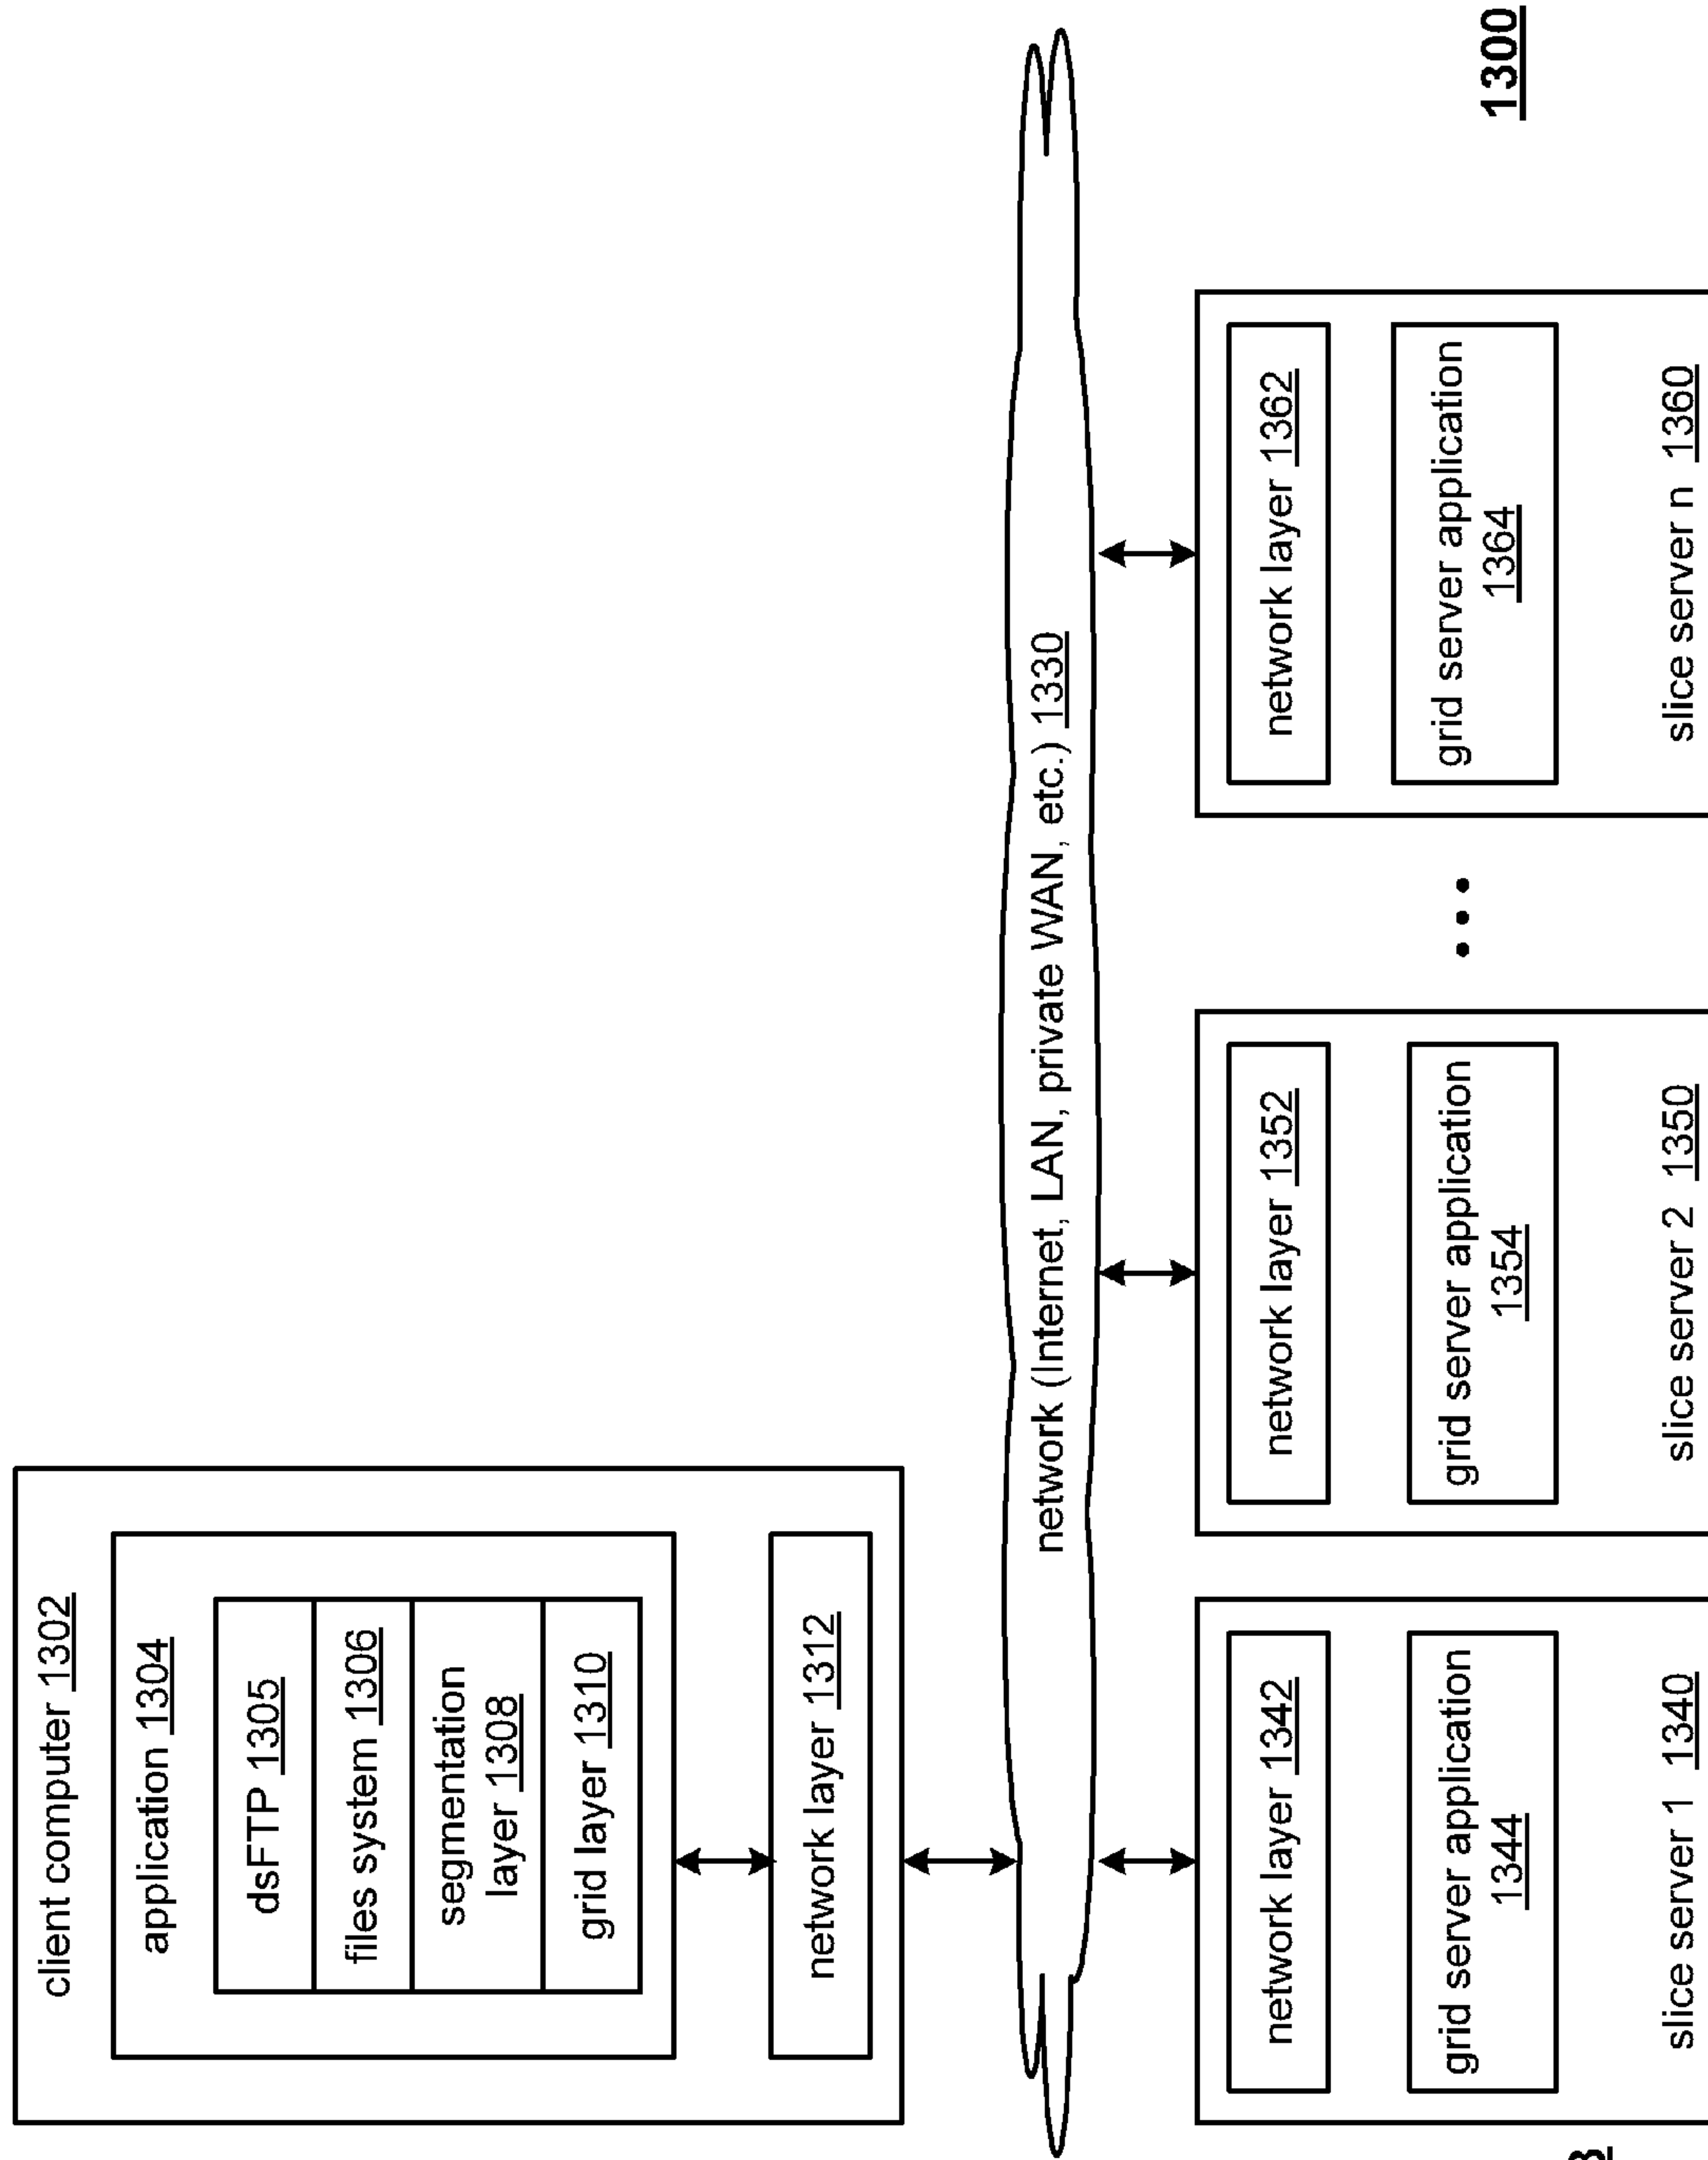 client computer 1302
application 1304
dsFTP 1305
files system 1306
segmentation
layer 1308
grid layer 1310
network layer 1312
network (Internet, LAN, private WAN, etc.) 1330
network layer 1342
grid server application
1344
slice server 1 1340
network layer 1352
grid server application
1354
slice server 2 1350
...
network layer 1362
grid server application
1364
slice server n 1360
1300